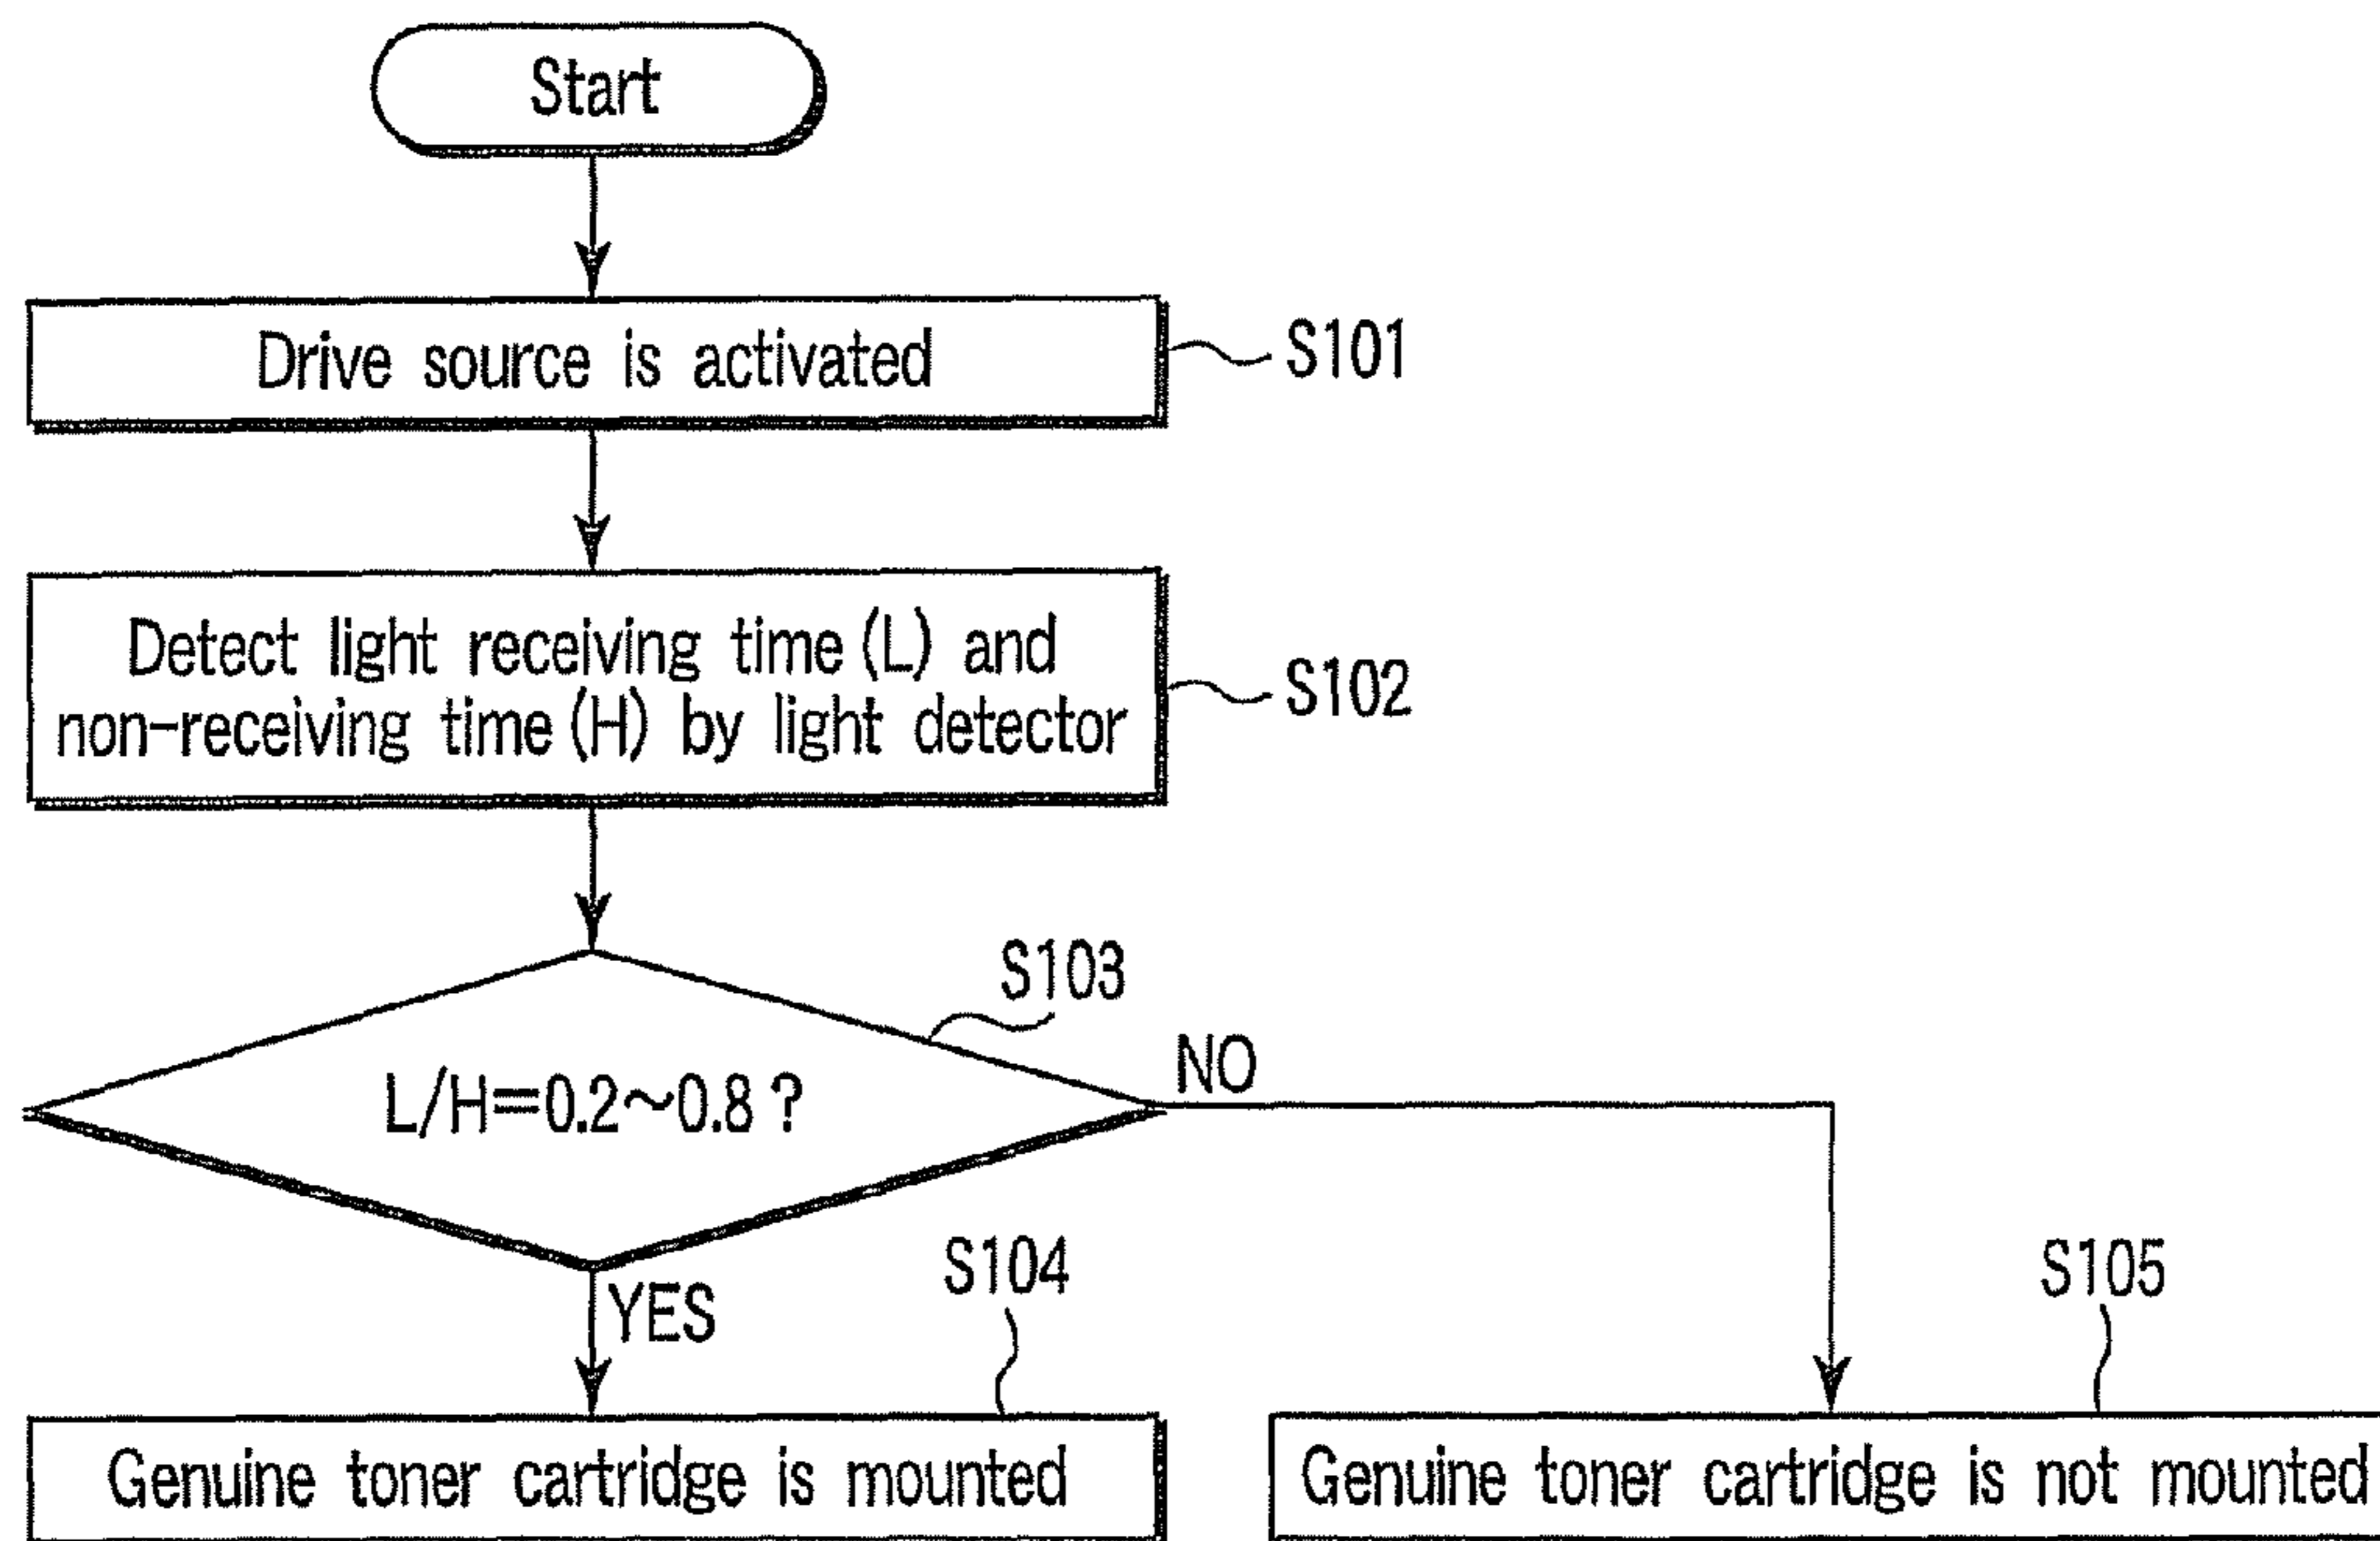 Start
Drive source is activated
S101
Detect light receiving time (L) and
non-receiving time (H) by light detector
S102
S103
L/H=0.2~0.8 ?
NO
YES
S104
Genuine toner cartridge is mounted
S105
Genuine toner cartridge is not mounted